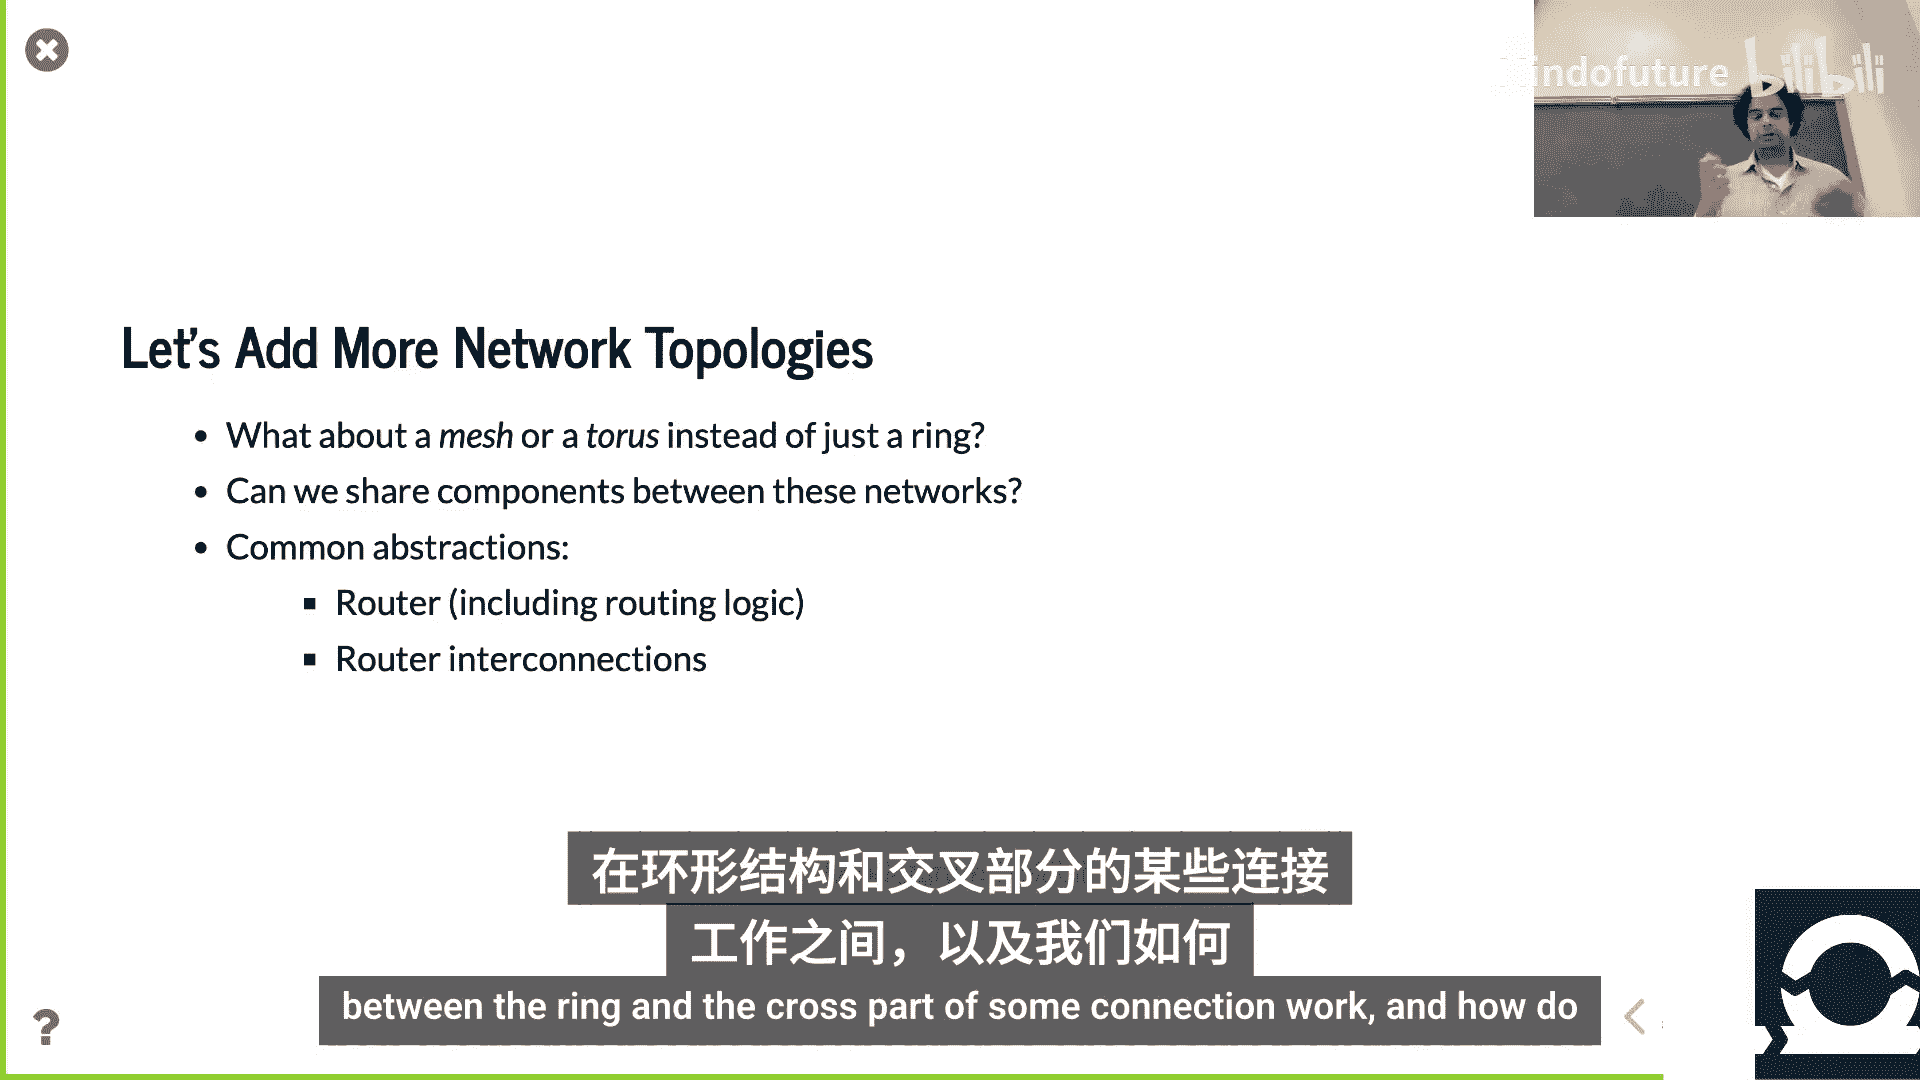 indofuture bilibili
Let's Add More Network Topologies
• What about a mesh or a torus instead of just a ring?
• Can we share components between these networks?
• Common abstractions:
▪ Router (including routing logic)
▪ Router interconnections
在环形结构和交叉部分的某些连接
工作之间，以及我们如何
between the ring and the cross part of some connection work, and how do
?